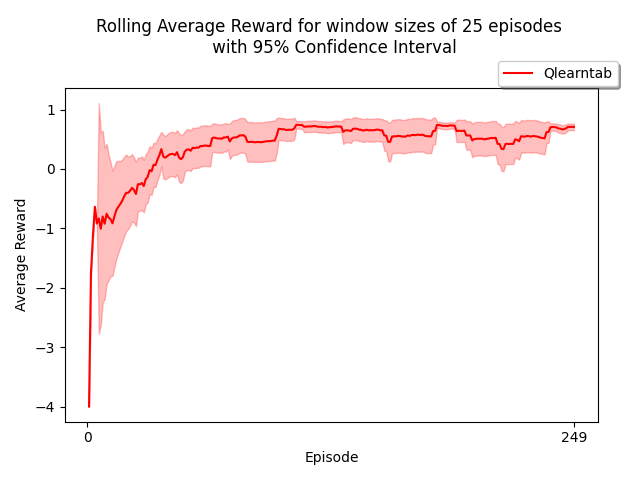 Rolling Average Reward for window sizes of 25 episodes
with 95% Confidence Interval
Qlearntab
1
0
−1
−2
−3
−4
Average Reward
0
249
Episode